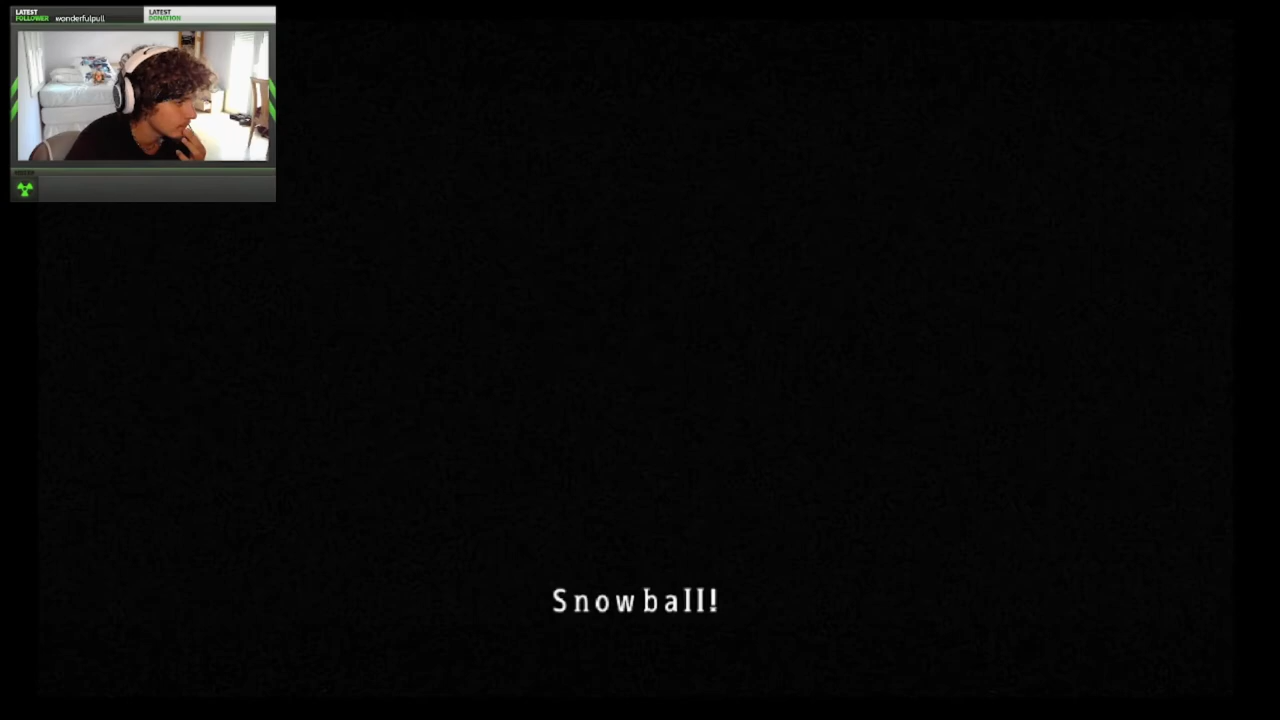 LATEST
FOLLOWER wonderfulpull
LATEST
DONATION
Snowball!